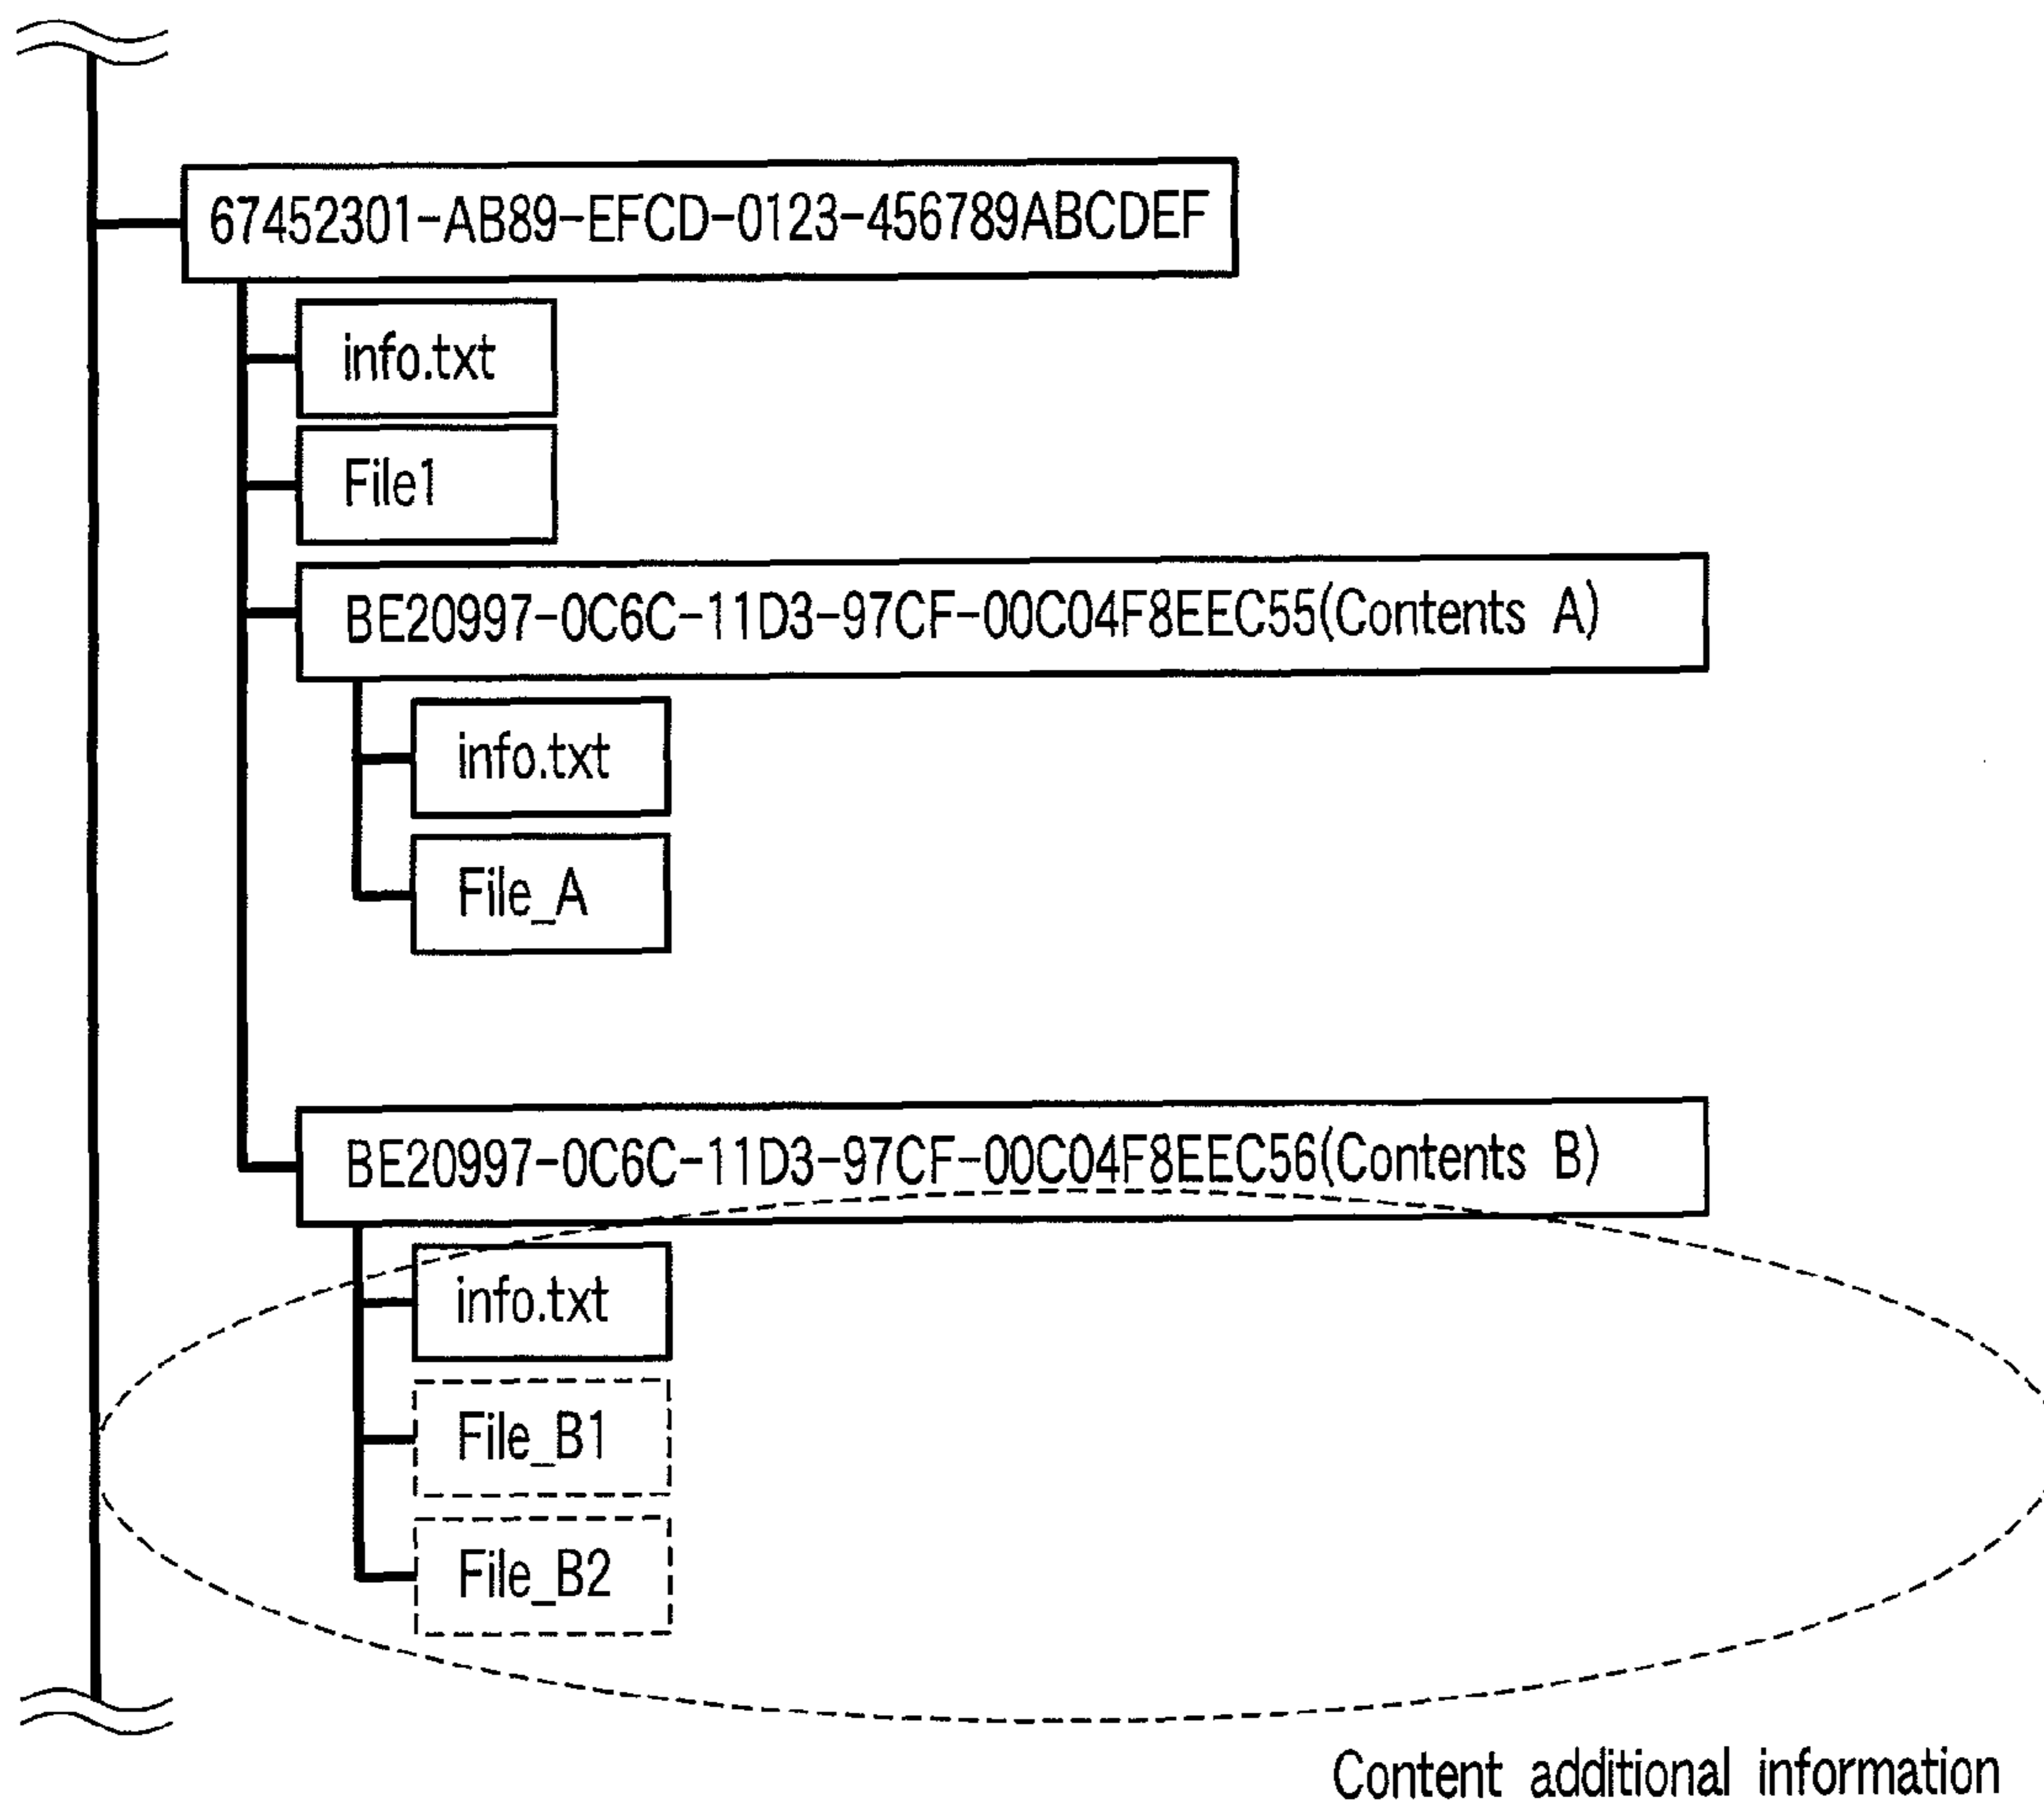 67452301-AB89-EFCD-0123-456789ABCDEF
info.txt
File1
BE20997-0C6C-11D3-97CF-00C04F8EEC55(Contents A)
info.txt
File_A
BE20997-0C6C-11D3-97CF-00C04F8EEC56(Contents B)
info.txt
File_B1
File_B2
Content additional information